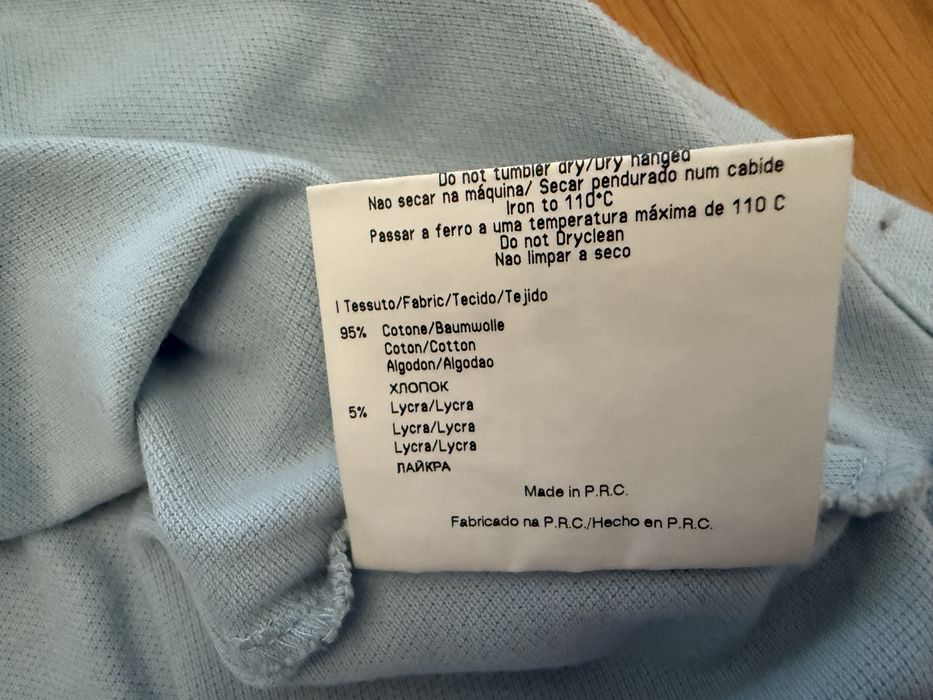 Do not tumbler dry/Dry hanged
Nao secar na máquina/ Secar pendurado num cabide
Iron to 110°C
Passar a ferro a uma temperatura máxima de 110 C
Do not Dryclean
Nao limpar a seco
I Tessuto/Fabric/Tecido/Tejido
95% Cotone/Baumwolle
Coton/Cotton
Algodon/Algodao
ХЛОПОК
5% Lycra/Lycra
Lycra/Lycra
Lycra/Lycra
ЛАЙКРА
Made in P.R.C.
Fabricado na P.R.C./Hecho en P.R.C.